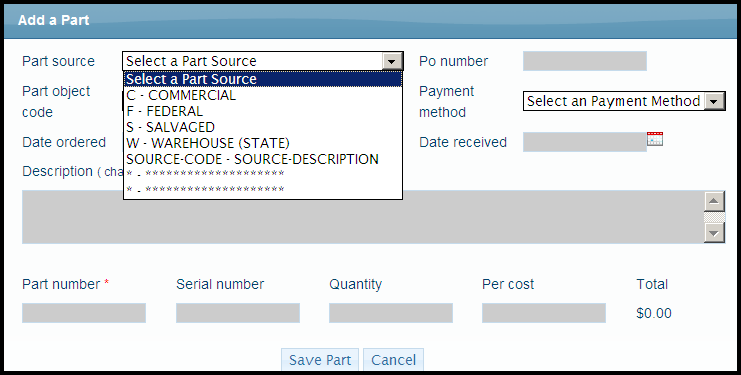 Add a Part
Part source
Select a Part Source
Po number
Select a Part Source
C - COMMERCIAL
F - FEDERAL
S - SALVAGED
W - WAREHOUSE (STATE)
SOURCE-CODE - SOURCE-DESCRIPTION
* - ********************
* - ********************
Part object
code
Payment
method
Select an Payment Method
Date ordered
Date received
Description ( cha
Part number * Serial number Quantity Per cost Total
$0.00
Save Part Cancel